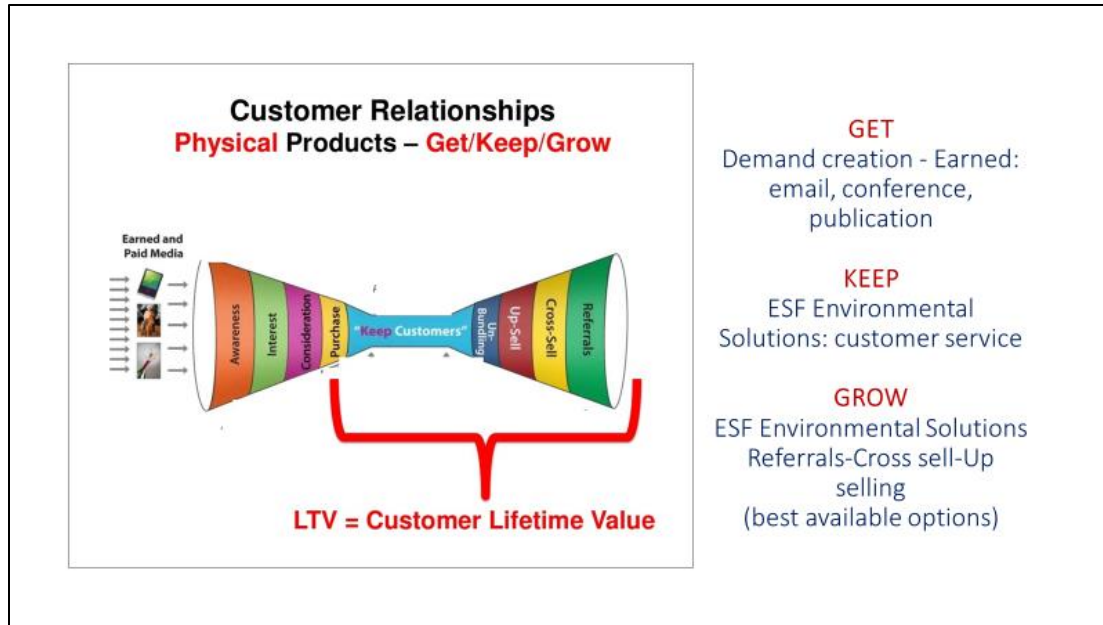 Customer Relationships
Physical Products – Get/Keep/Grow
Earned and
Paid Media
Awareness
Interest
Consideration
Purchase
"Keep Customers"
Un-
Bundling
Up-Sell
Cross-Sell
Referrals
LTV = Customer Lifetime Value
GET
Demand creation - Earned:
email, conference,
publication
KEEP
ESF Environmental
Solutions: customer service
GROW
ESF Environmental Solutions
Referrals-Cross sell-Up
selling
(best available options)